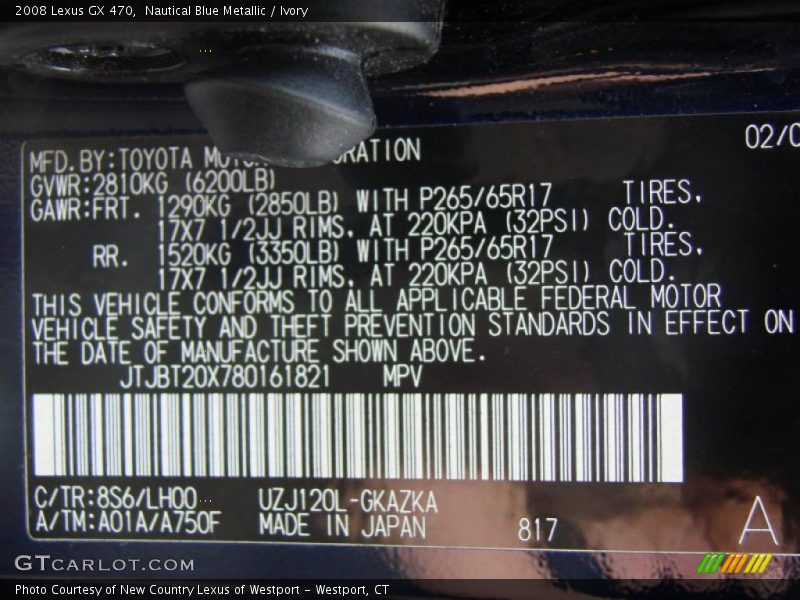 2008 Lexus GX 470, Nautical Blue Metallic / Ivory
02/0
MFD.BY:TOYOTA MOTOR RATION
GVWR:2810KG (6200LB)
GAWR:FRT. 1290KG (2850LB) WITH P265/65R17 TIRES,
17X7 1/2JJ RIMS, AT 220KPA (32PSI) COLD.
RR. 1520KG (3350LB) WITH P265/65R17 TIRES,
17X7 1/2JJ RIMS, AT 220KPA (32PSI) COLD.
THIS VEHICLE CONFORMS TO ALL APPLICABLE FEDERAL MOTOR
VEHICLE SAFETY AND THEFT PREVENTION STANDARDS IN EFFECT ON
THE DATE OF MANUFACTURE SHOWN ABOVE.
JTJBT20X780161821 MPV
C/TR:8S6/LH00 UZJ120L-GKAZKA
A/TM:A01A/A750F MADE IN JAPAN 817 A
GTCARLOT.COM
Photo Courtesy of New Country Lexus of Westport - Westport, CT